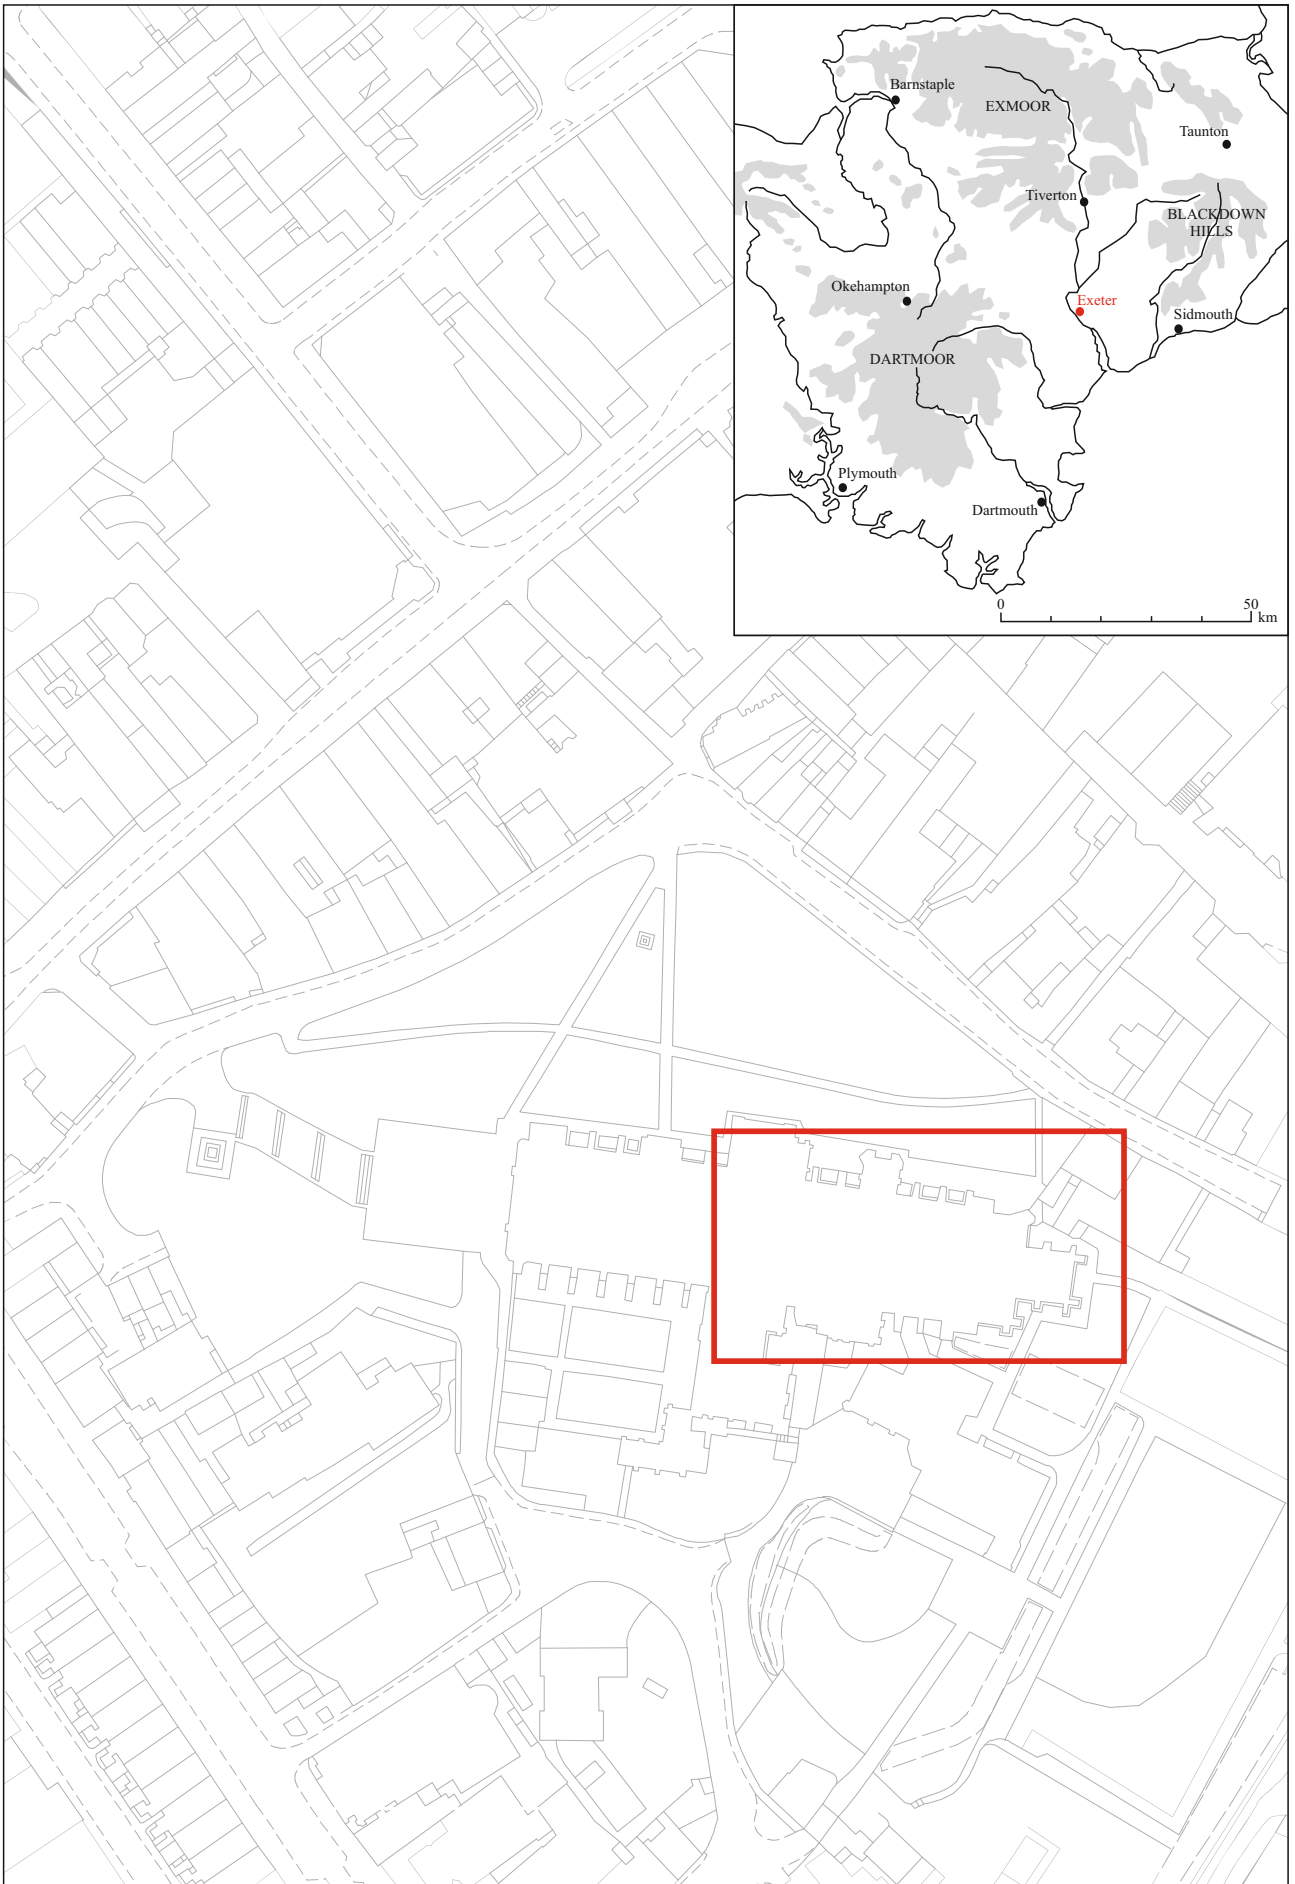 Barnstaple
EXMOOR
Taunton
Tiverton
BLACKDOWN
HILLS
Okehampton
Exeter
Sidmouth
DARTMOOR
Plymouth
Dartmouth
0 50
km